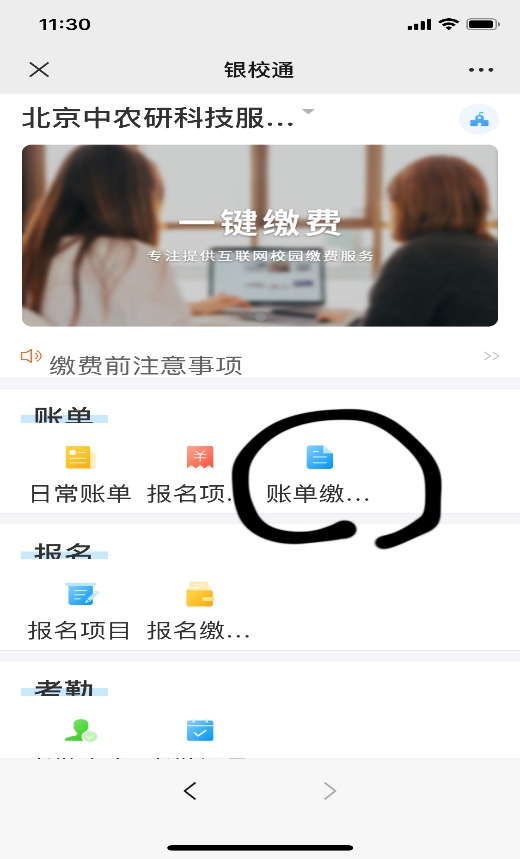 11:30
银校通
北京中农研科技服...
一键缴费
专注提供互联网校园缴费服务
缴费前注意事项
账单
日常账单 报名项. 账单缴...
报名
报名项目 报名缴...
考勤